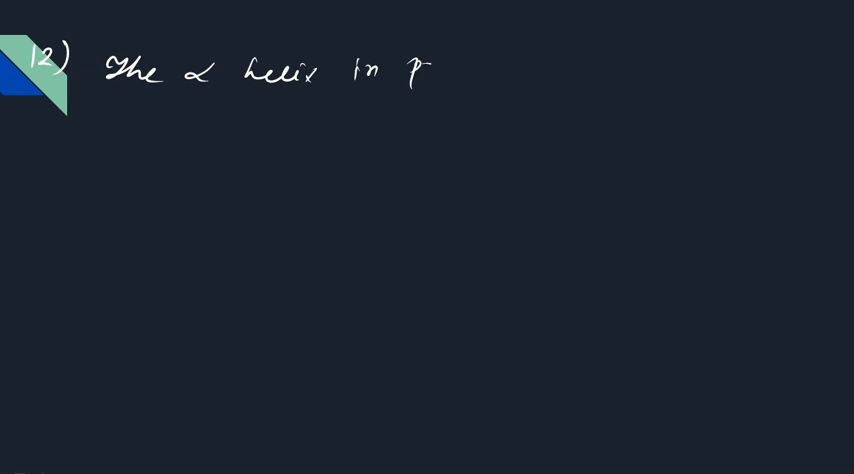 12) The α helix in p